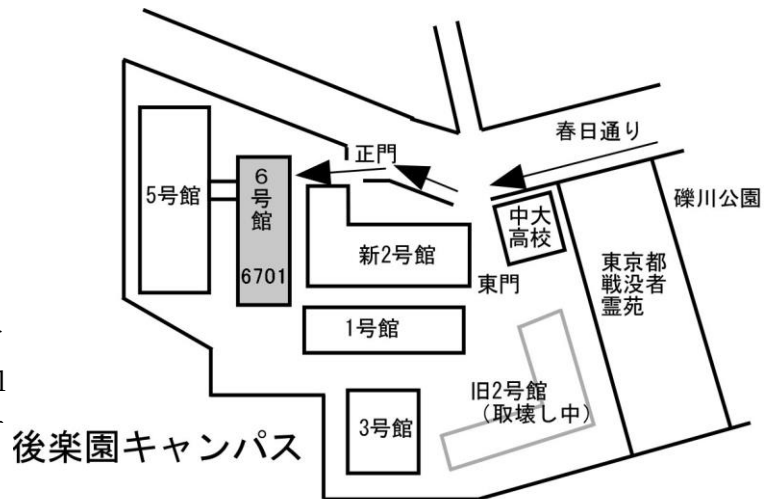 春日通り
正門
礫川公園
5号館
6
号
館
6701
中大
高校
新2号館
東門
東京都
戦没者
霊苑
1号館
旧2号館
(取壊し中)
3号館
後楽園キャンパス